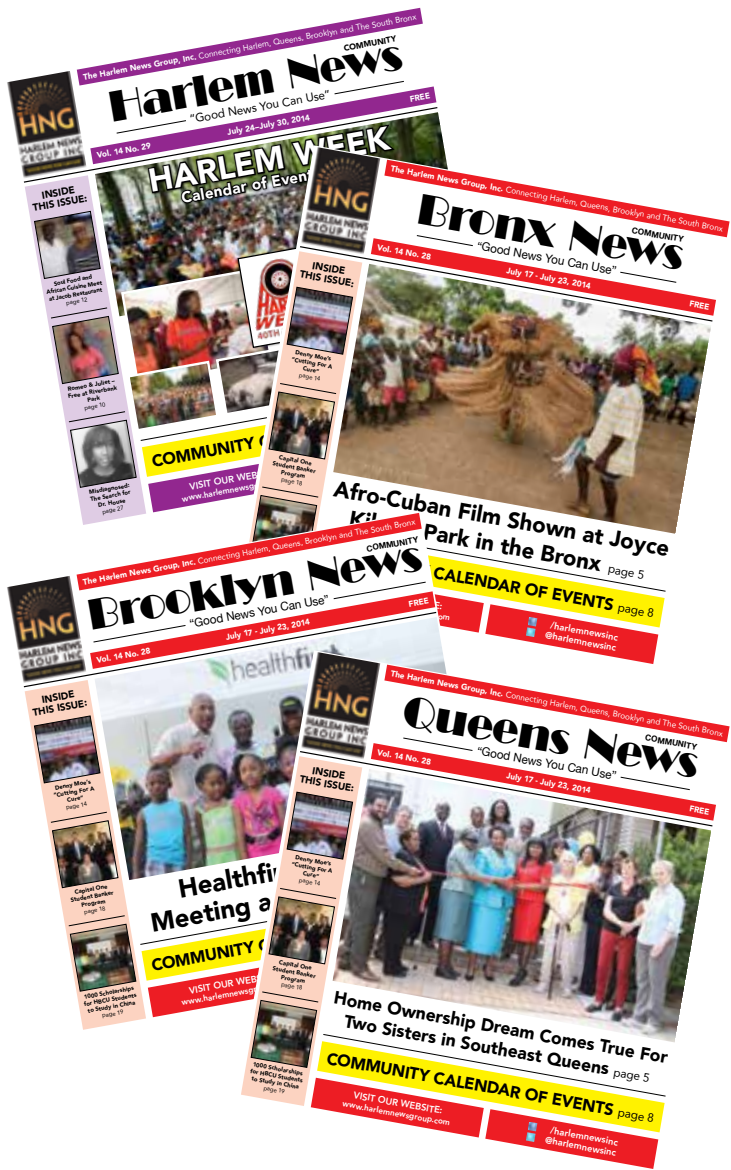 The Harlem News Group, Inc. Connecting Harlem, Queens, Brooklyn and The South Bronx
HNG
HARLEM NEWS
GROUP INC
COMMUNITY
Harlem News
"Good News You Can Use"
Vol. 14 No. 29
July 24–July 30, 2014
FREE
INSIDE
THIS ISSUE:
Soul Food and
African Cuisine Meet
at Jacob Restaurant
page 12
Romeo & Juliet –
Free at Riverbank
Park
page 10
Misdiagnosed:
The Search for
Dr. House
page 27
HARLEM WEEK
Calendar of Even
HAR
WEE
40TH
COMMUNITY C
VISIT OUR WEB
www.harlemnewsg
The Harlem News Group, Inc. Connecting Harlem, Queens, Brooklyn and The South Bronx
HNG
HARLEM NEWS
GROUP INC
Bronx News
COMMUNITY
"Good News You Can Use"
Vol. 14 No. 28
July 17 - July 23, 2014
FREE
INSIDE
THIS ISSUE:
Denny Moe's
"Cutting For A
Cure"
page 14
Capital One
Student Banker
Program
page 18
Afro-Cuban Film Shown at Joyce
Park in the Bronx page 5
CALENDAR OF EVENTS page 8
E:
om
/harlemnewsinc
@harlemnewsinc
The Harlem News Group, Inc. Connecting Harlem, Queens, Brooklyn and The South Bronx
HNG
HARLEM NEWS
GROUP INC
COMMUNITY
Brooklyn News
"Good News You Can Use"
Vol. 14 No. 28
July 17 - July 23, 2014
FREE
INSIDE
THIS ISSUE:
Denny Moe's
"Cutting For A
Cure"
page 14
Capital One
Student Banker
Program
page 18
1000 Scholarships
for HBCU Students
to Study in China
page 19
healthfi
Healthfi
Meeting a
COMMUNITY C
VISIT OUR WEB
www.harlemnewsg
The Harlem News Group, Inc. Connecting Harlem, Queens, Brooklyn and The South Bronx
HNG
HARLEM NEWS
GROUP INC
Queens News
COMMUNITY
"Good News You Can Use"
Vol. 14 No. 28
July 17 - July 23, 2014
FREE
INSIDE
THIS ISSUE:
Denny Moe's
"Cutting For A
Cure"
page 14
Capital One
Student Banker
Program
page 18
1000 Scholarships
for HBCU Students
to Study in China
page 19
Home Ownership Dream Comes True For
Two Sisters in Southeast Queens page 5
COMMUNITY CALENDAR OF EVENTS page 8
VISIT OUR WEBSITE:
www.harlemnewsgroup.com
/harlemnewsinc
@harlemnewsinc